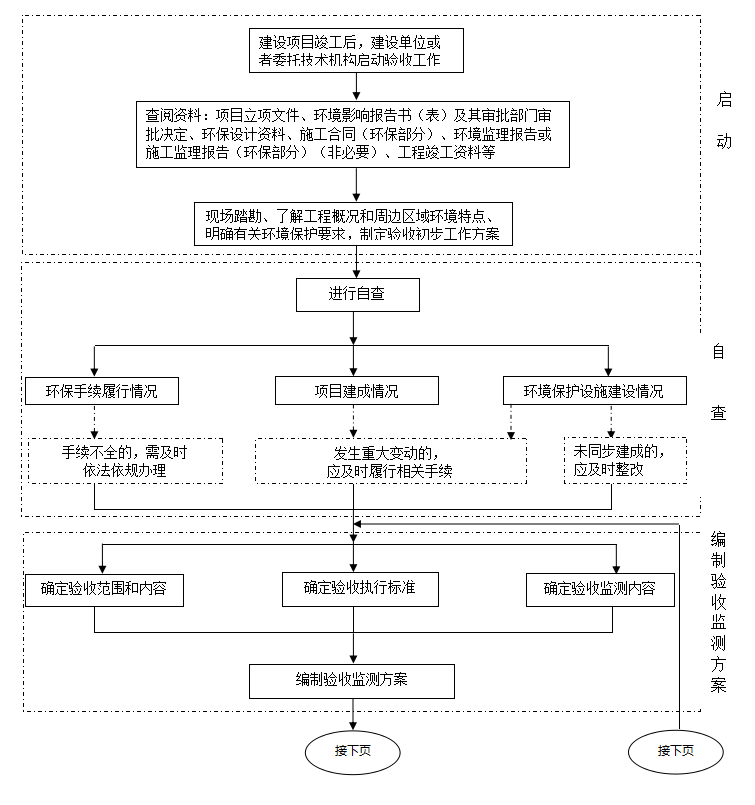 建设项目竣工后，建设单位或
者委托技术机构启动验收工作
启
动
查阅资料：项目立项文件、环境影响报告书（表）及其审批部门审
批决定、环保设计资料、施工合同（环保部分）、环境监理报告或
施工监理报告（环保部分）（非必要）、工程竣工资料等
现场踏勘、了解工程概况和周边区域环境特点、
明确有关环境保护要求，制定验收初步工作方案
进行自查
自
查
环保手续履行情况
项目建成情况
环境保护设施建设情况
手续不全的，需及时
依法依规办理
发生重大变动的，
应及时履行相关手续
未同步建成的，
应及时整改
编
制
验
收
监
测
方
案
确定验收范围和内容
确定验收执行标准
确定验收监测内容
编制验收监测方案
接下页
接下页